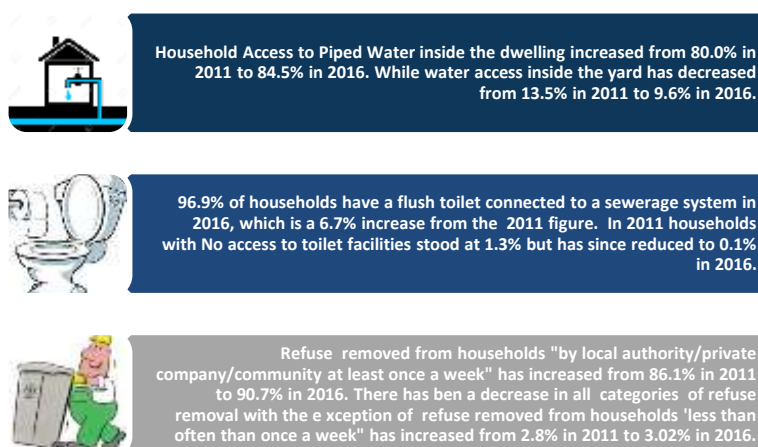 Household Access to Piped Water inside the dwelling increased from 80.0% in
2011 to 84.5% in 2016. While water access inside the yard has decreased
from 13.5% in 2011 to 9.6% in 2016.
96.9% of households have a flush toilet connected to a sewerage system in
2016, which is a 6.7% increase from the 2011 figure. In 2011 households
with No access to toilet facilities stood at 1.3% but has since reduced to 0.1%
in 2016.
Refuse removed from households "by local authority/private
company/community at least once a week" has increased from 86.1% in 2011
to 90.7% in 2016. There has ben a decrease in all categories of refuse
removal with the e xception of refuse removed from households 'less than
often than once a week" has increased from 2.8% in 2011 to 3.02% in 2016.